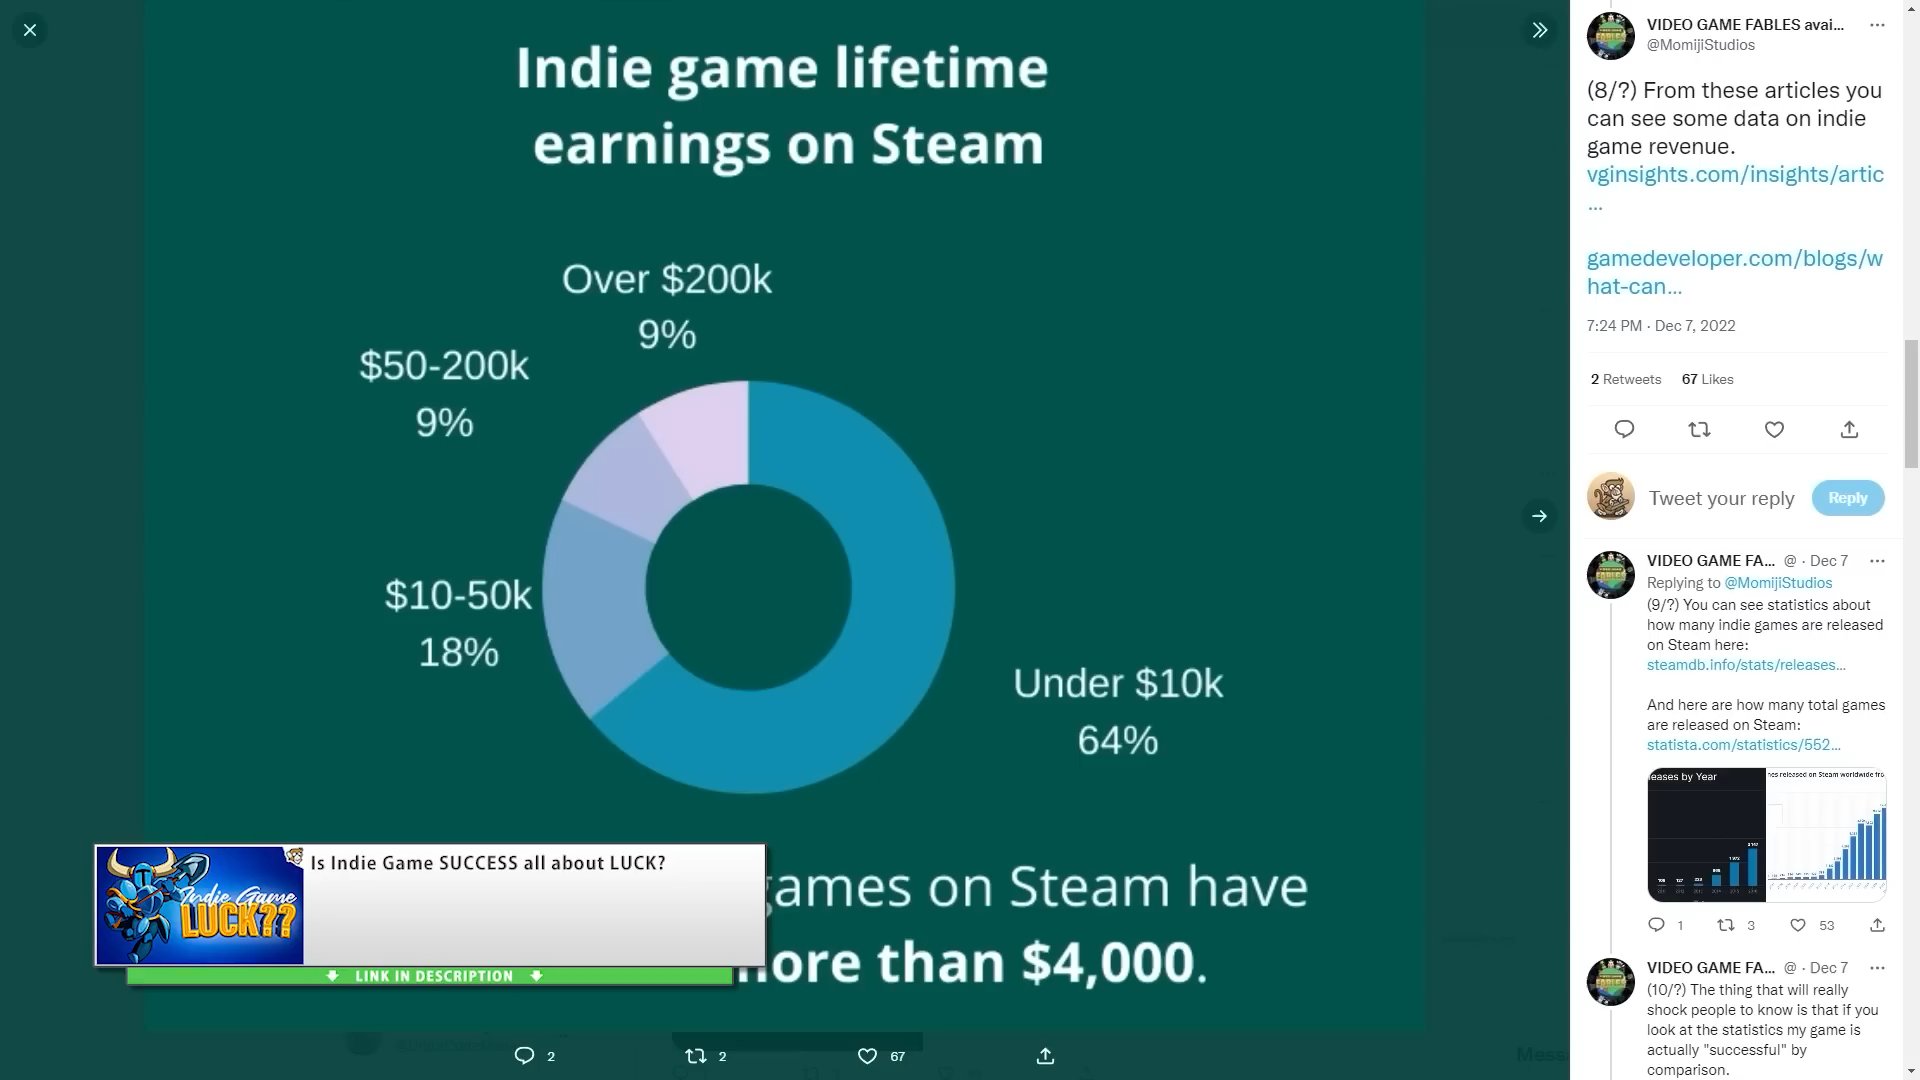 Indie game lifetime
earnings on Steam
Over $200k
9%
$50-200k
9%
$10-50k
18%
Under $10k
64%
games on Steam have
more than $4,000.
Is Indie Game SUCCESS all about LUCK?
Indie Game
LUCK??
LINK IN DESCRIPTION
2
2
67
VIDEO GAME FABLES avai...
@MomijiStudios
(8/?) From these articles you
can see some data on indie
game revenue.
vginsights.com/insights/artic
...
gamedeveloper.com/blogs/w
hat-can...
7:24 PM · Dec 7, 2022
2 Retweets 67 Likes
Tweet your reply
Reply
VIDEO GAME FA... @ · Dec 7
Replying to @MomijiStudios
(9/?) You can see statistics about
how many indie games are released
on Steam here:
steamdb.info/stats/releases...
And here are how many total games
are released on Steam:
statista.com/statistics/552...
eases by Year
released on Steam worldwide fro
1
3
53
VIDEO GAME FA... @ · Dec 7
(10/?) The thing that will really
shock people to know is that if you
look at the statistics my game is
actually "successful" by
comparison.